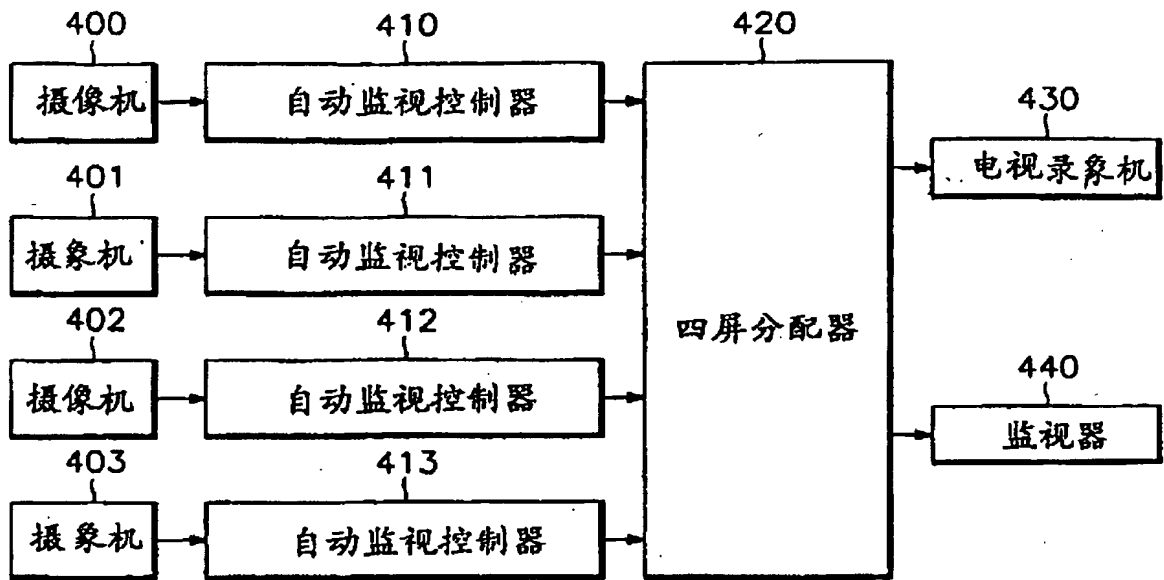 400
410
420
摄像机
自动监视控制器
430
电视录象机
401
411
摄象机
自动监视控制器
四屏分配器
402
412
摄像机
自动监视控制器
440
监视器
403
413
摄象机
自动监视控制器